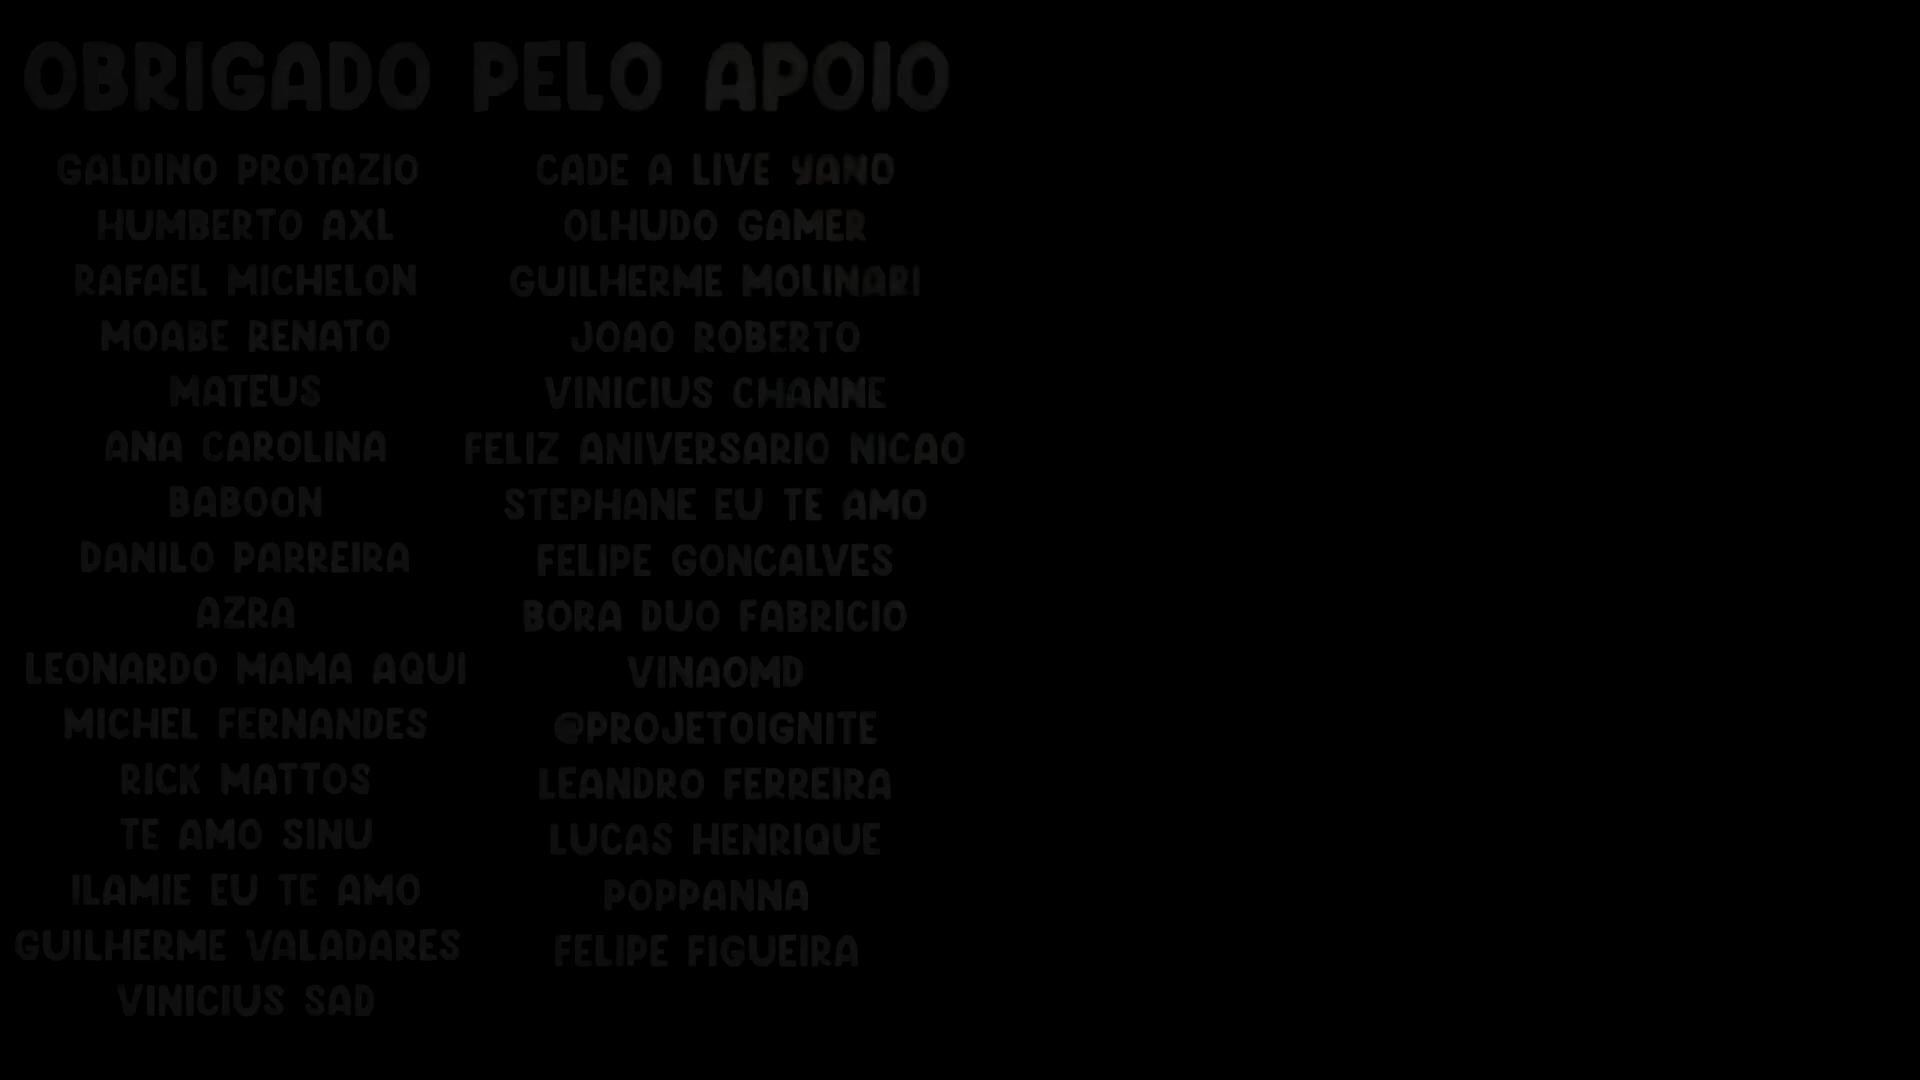 OBRIGADO PELO APOIO
GALDINO PROTAZIO
HUMBERTO AXL
RAFAEL MICHELON
MOABE RENATO
MATEUS
ANA CAROLINA
BABOON
DANILO PARREIRA
AZRA
LEONARDO MAMA AQUI
MICHEL FERNANDES
RICK MATTOS
TE AMO SINU
ILAMIE EU TE AMO
GUILHERME VALADARES
VINICIUS SAD
CADE A LIVE YANO
OLHUDO GAMER
GUILHERME MOLINARI
JOAO ROBERTO
VINICIUS CHANNE
FELIZ ANIVERSARIO NICAO
STEPHANE EU TE AMO
FELIPE GONCALVES
BORA DUO FABRICIO
VINAOMD
@PROJETOIGNITE
LEANDRO FERREIRA
LUCAS HENRIQUE
POPPANNA
FELIPE FIGUEIRA